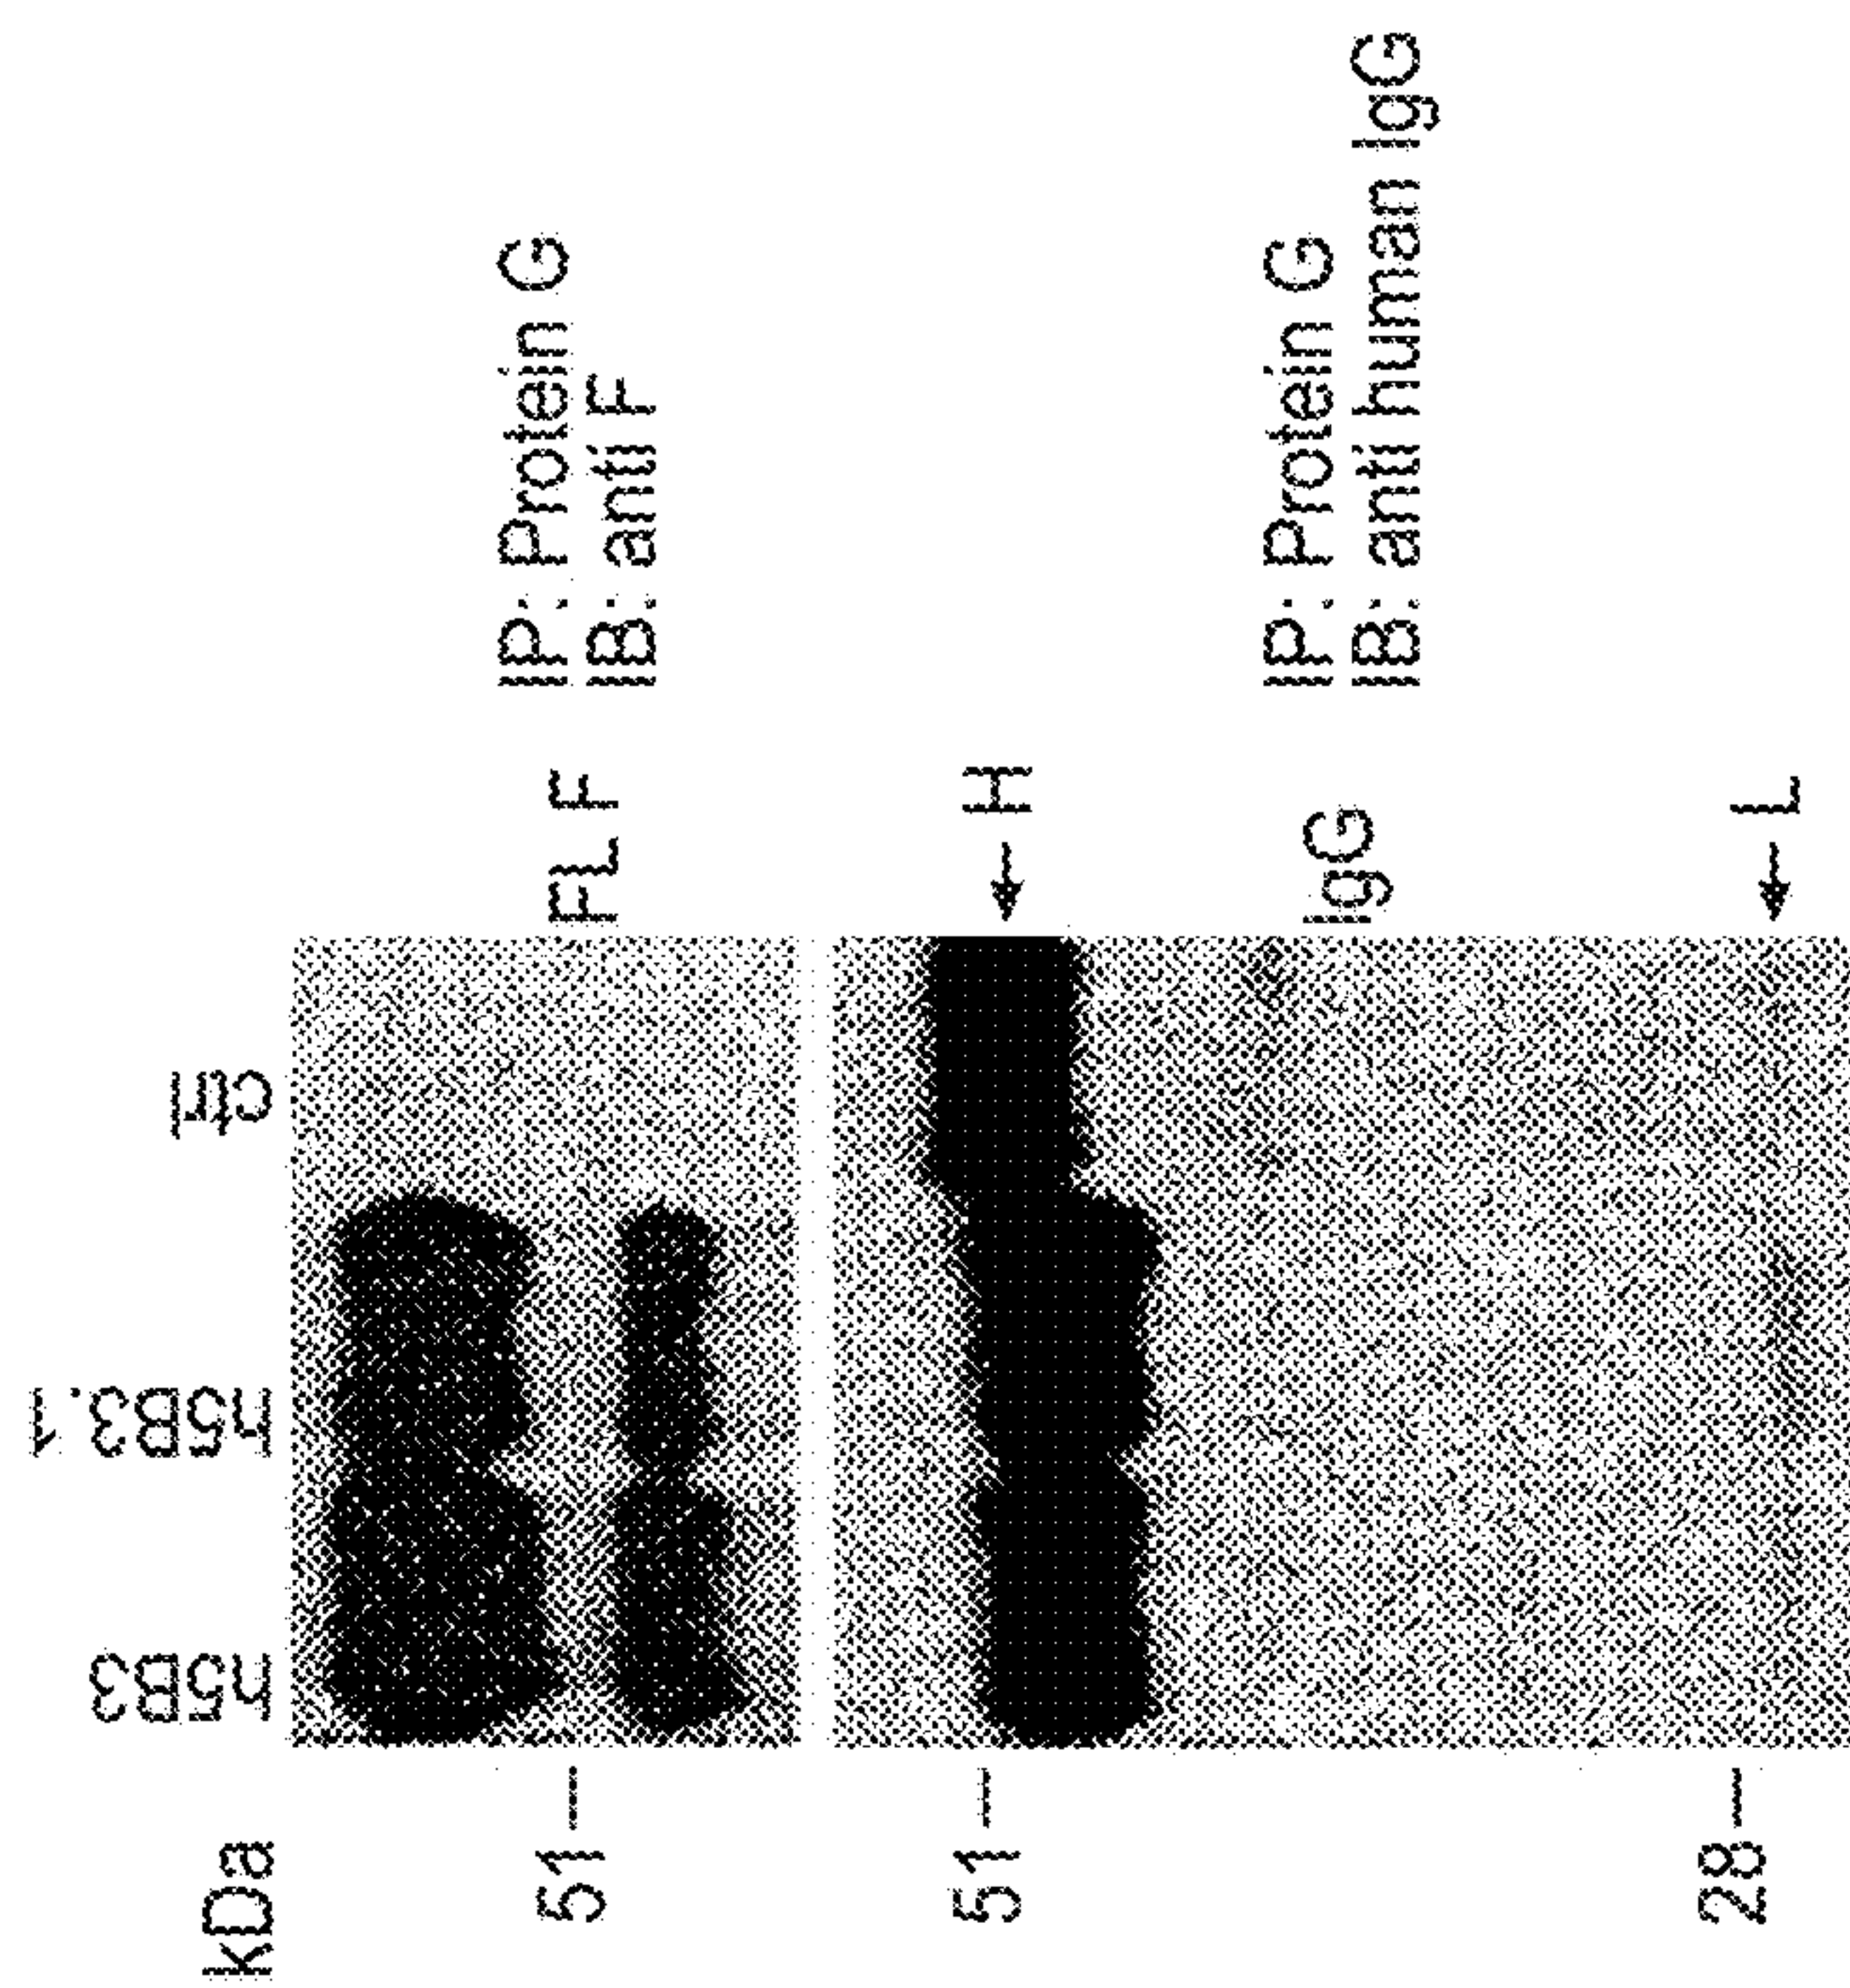 kDa
h5B3
h5B3.1
ctrl
51
FL F
IP: Protein G
IB: anti F
51
H
IgG
IP: Protein G
IB: anti human IgG
28
L